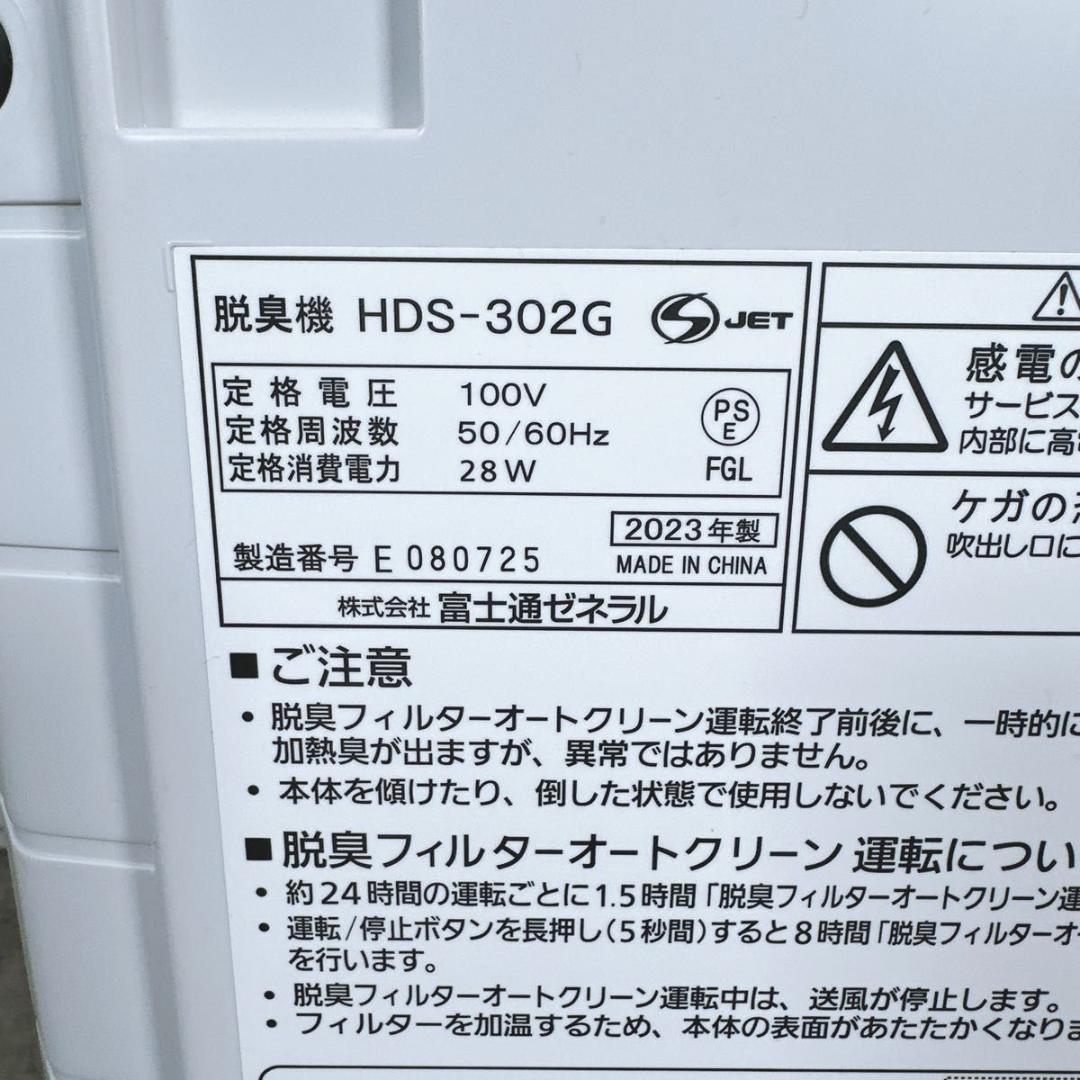 脱臭機 HDS-302G S JET
定格電圧 100V
定格周波数 50/60Hz
定格消費電力 28W
PS
E
FGL
2023年製
製造番号 E 080725
MADE IN CHINA
株式会社 富士通ゼネラル
感電の
サービス
内部に高
ケガの
吹出し口に
■ご注意
・脱臭フィルターオートクリーン運転終了前後に、一時的に
加熱臭が出ますが、異常ではありません。
・本体を傾けたり、倒した状態で使用しないでください。
■脱臭フィルターオートクリーン運転につい
・約24時間の運転ごとに1.5時間「脱臭フィルターオートクリーン運
・運転/停止ボタンを長押し(5秒間)すると8時間「脱臭フィルターオー
を行います。
・脱臭フィルターオートクリーン運転中は、送風が停止します。
・フィルターを加温するため、本体の表面があたたかくなりま